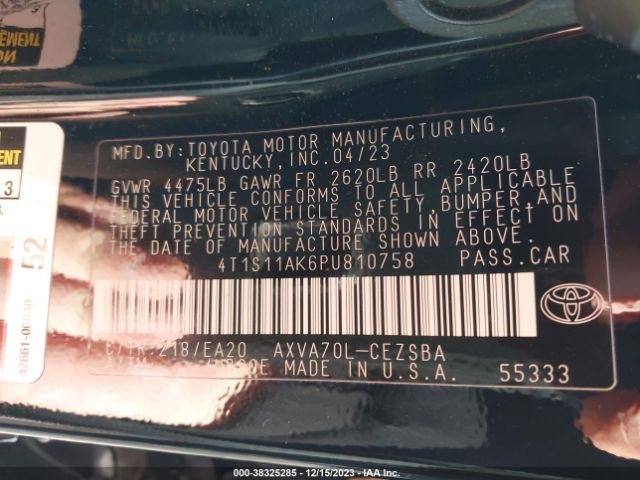 MFD.BY:TOYOTA MOTOR MANUFACTURING,
KENTUCKY, INC.04/23
GVWR 4475LB GAWR FR 2620LB RR 2420LB
THIS VEHICLE CONFORMS TO ALL APPLICABLE
FEDERAL MOTOR VEHICLE SAFETY,BUMPER,AND
THEFT PREVENTION STANDARDS IN EFFECT ON
THE DATE OF MANUFACTURE SHOWN ABOVE.
4T1S11AK6PU810758 PASS.CAR
C/TR:218/EA20 AXVA70L-CEZSBA
MADE IN U.S.A. 55333
EMENT
3
52
000-38325285 - 12/15/2023 - IAA Inc.